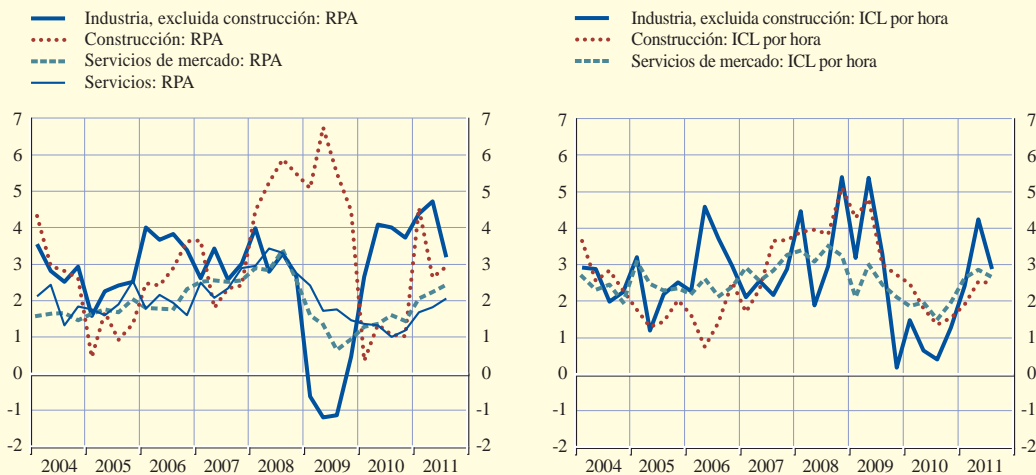 Industria, excluida construcción: RPA
Construcción: RPA
Servicios de mercado: RPA
Servicios: RPA
7 7
6 6
5 5
4 4
3 3
2 2
1 1
0 0
-1 -1
-2 -2
2004 2005 2006 2007 2008 2009 2010 2011
Industria, excluida construcción: ICL por hora
Construcción: ICL por hora
Servicios de mercado: ICL por hora
7 7
6 6
5 5
4 4
3 3
2 2
1 1
0 0
-1 -1
-2 -2
2004 2005 2006 2007 2008 2009 2010 2011